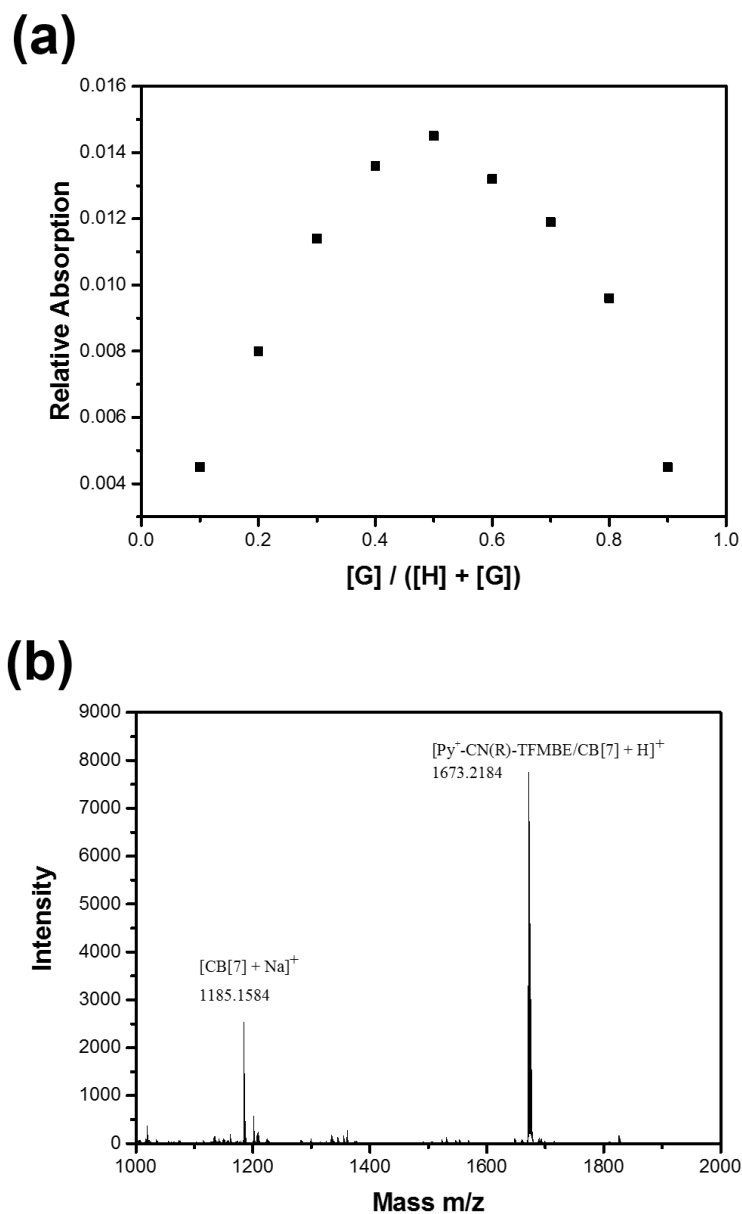 (a)
0.016
0.014
0.012
0.010
0.008
0.006
0.004
Relative Absorption
0.0 0.2 0.4 0.6 0.8 1.0
[G] / ([H] + [G])
(b)
9000
8000
7000
6000
5000
4000
3000
2000
1000
0
Intensity
[Py⁺-CN(R)-TFMBE/CB[7] + H]⁺
1673.2184
[CB[7] + Na]⁺
1185.1584
1000 1200 1400 1600 1800 2000
Mass m/z